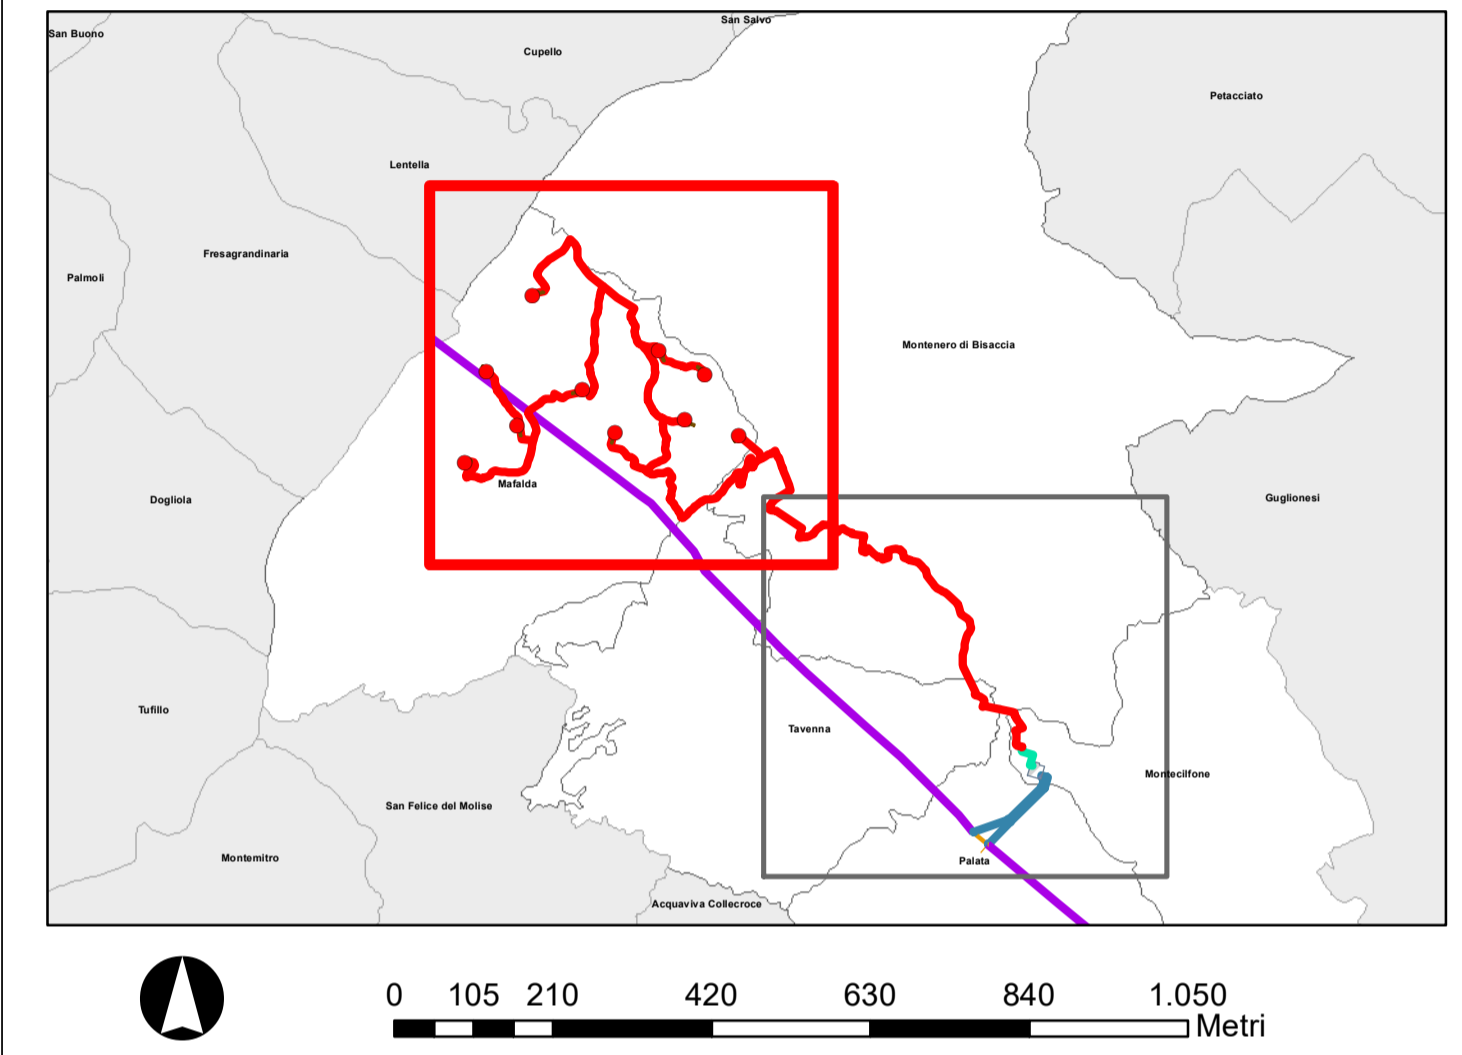 San Salvo
San Buono
Cupello
Petacciato
Lentella
Fresagrandinaria
Palmoli
Montenero di Bisaccia
Mafalda
Dogliola
Guglionesi
Tufillo
Tavenna
Montecilfone
San Felice del Molise
Montemitro
Palata
Acquaviva Collecroce
0 105 210 420 630 840 1.050
Metri